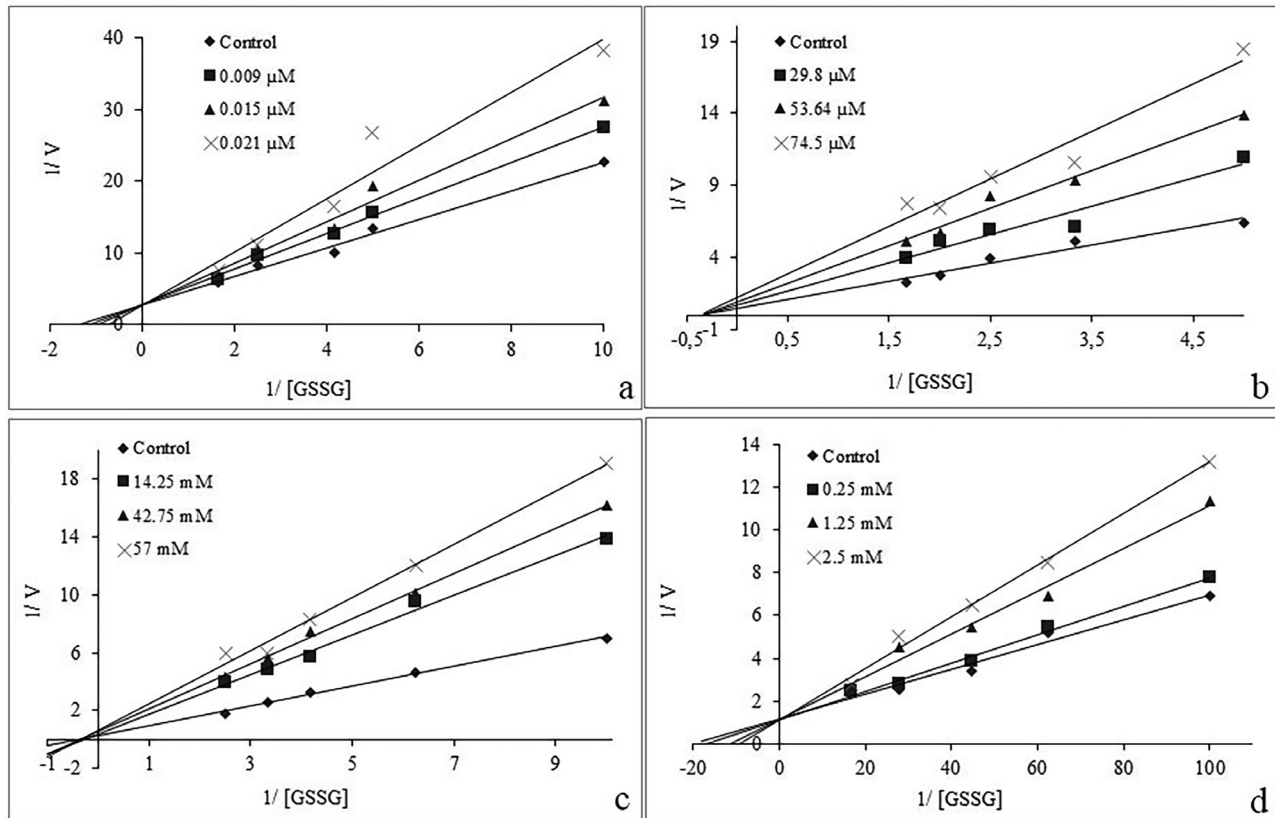 40
30
20
10
0
1/ V
Control
0.009 µM
0.015 µM
0.021 µM
-2 0 2 4 6 8 10
1/ [GSSG]
a
19
14
9
4
-1
1/ V
Control
29.8 µM
53.64 µM
74.5 µM
-0,5 0,5 1,5 2,5 3,5 4,5
1/ [GSSG]
b
18
14
10
6
2
-2
1/ V
Control
14.25 mM
42.75 mM
57 mM
-1 1 3 5 7 9
1/ [GSSG]
c
14
12
10
8
6
4
2
0
1/ V
Control
0.25 mM
1.25 mM
2.5 mM
-20 0 20 40 60 80 100
1/ [GSSG]
d